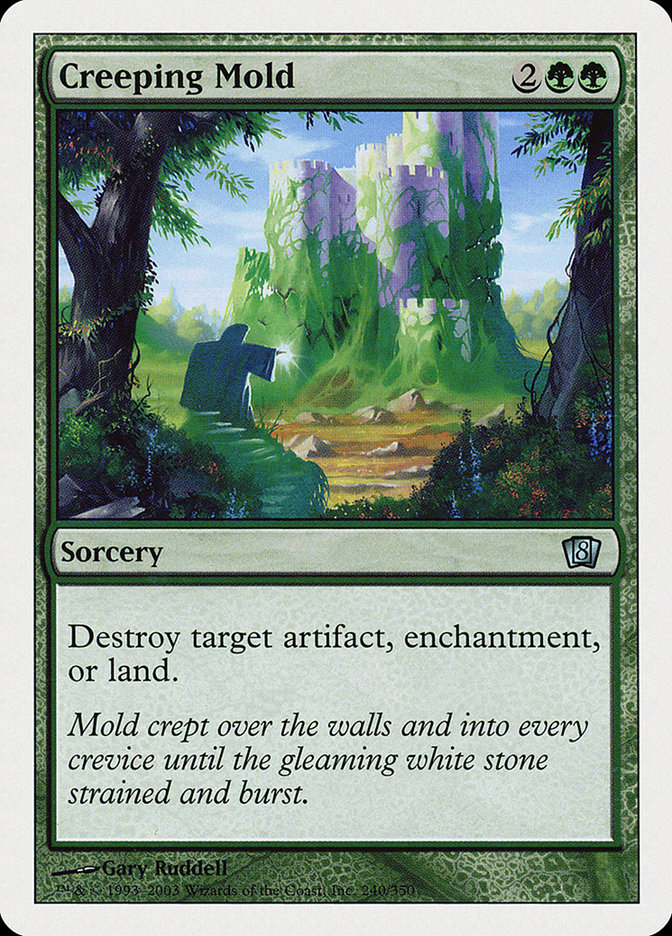 Creeping Mold 2
Sorcery 8
Destroy target artifact, enchantment,
or land.
Mold crept over the walls and into every
crevice until the gleaming white stone
strained and burst.
Gary Ruddell
™ & © 1993–2003 Wizards of the Coast, Inc. 240/350